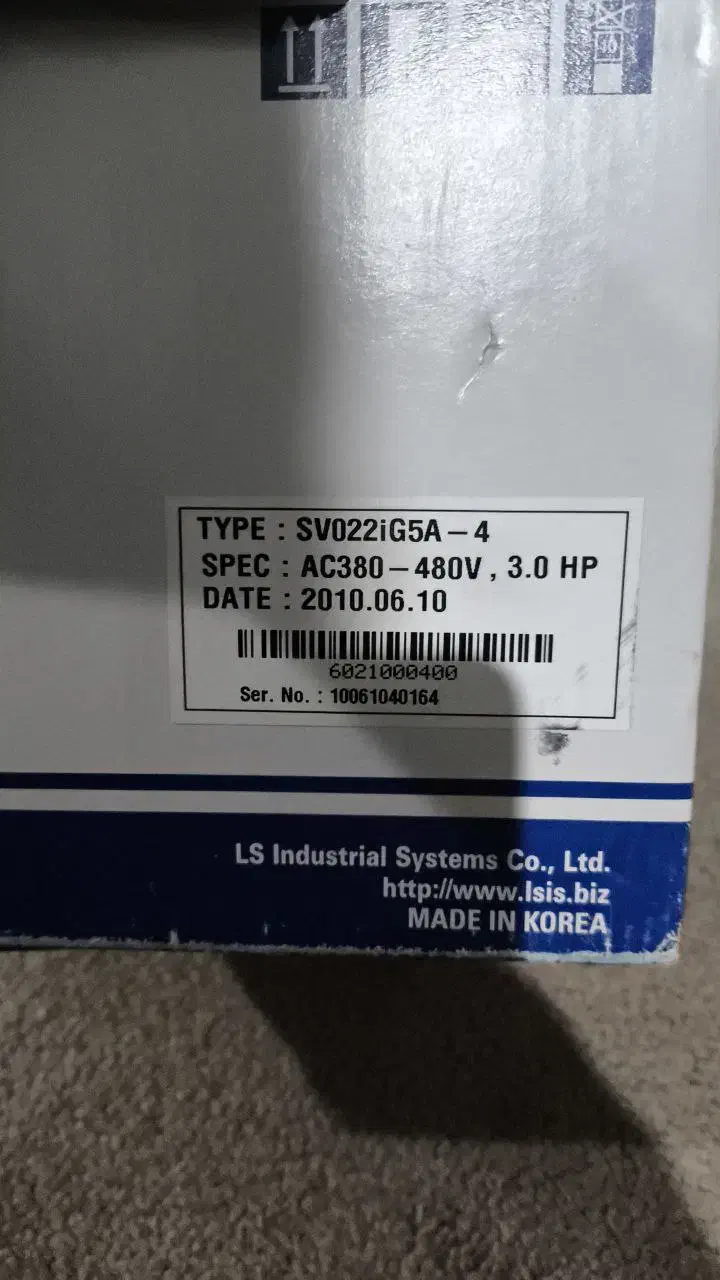 TYPE : SV022iG5A – 4
SPEC : AC380 – 480V , 3.0 HP
DATE : 2010.06.10
6021000400
Ser. No. : 10061040164
LS Industrial Systems Co., Ltd.
http://www.lsis.biz
MADE IN KOREA